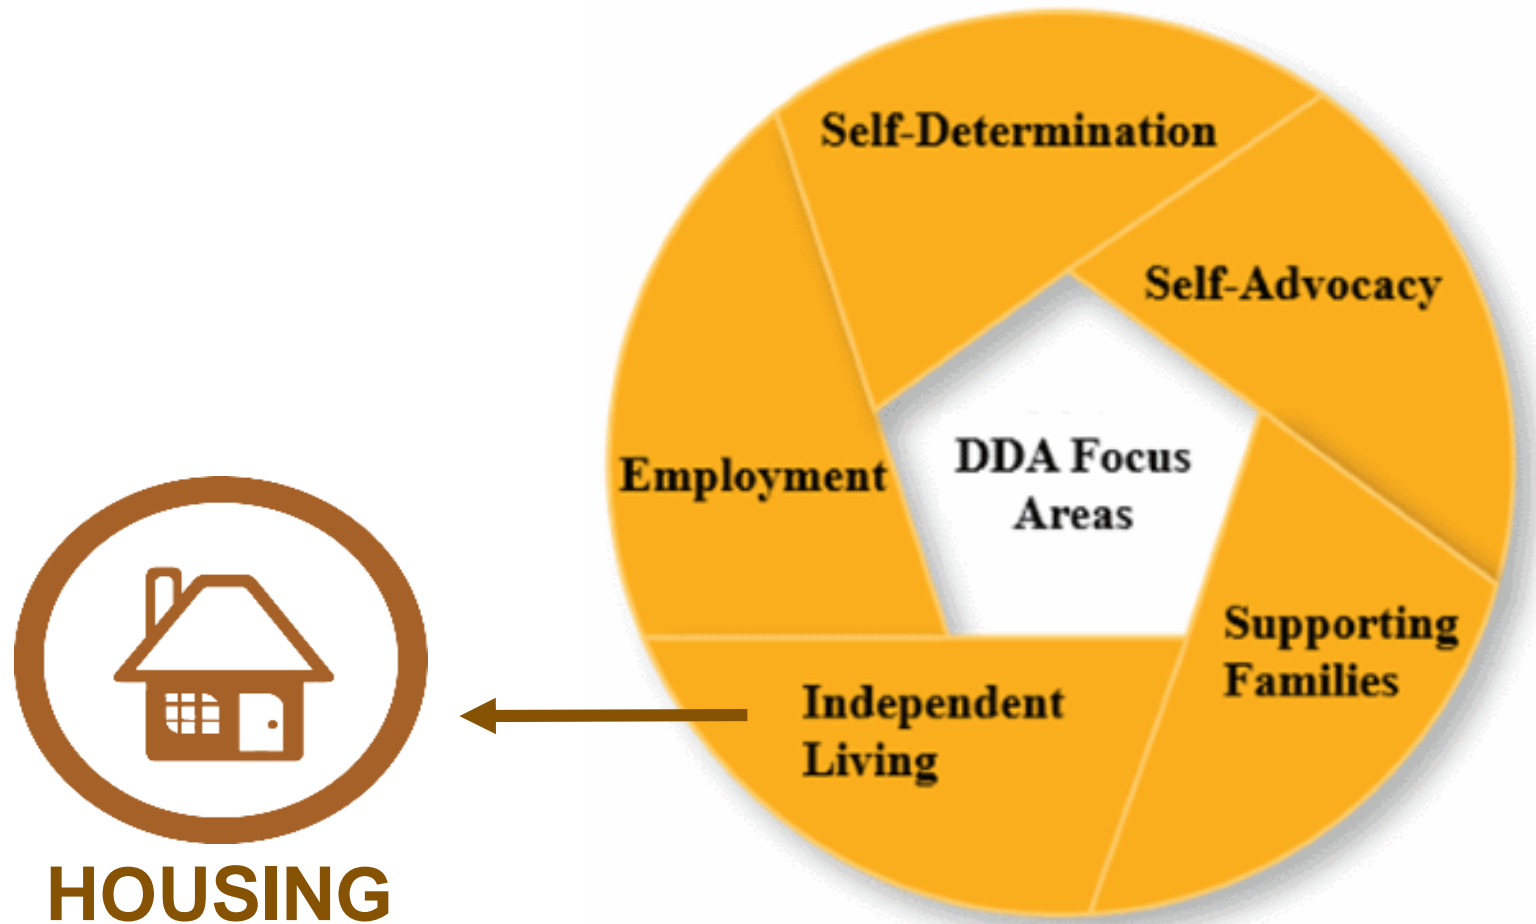 Self-Determination
Self-Advocacy
DDA Focus
Areas
Employment
Supporting
Families
Independent
Living
HOUSING